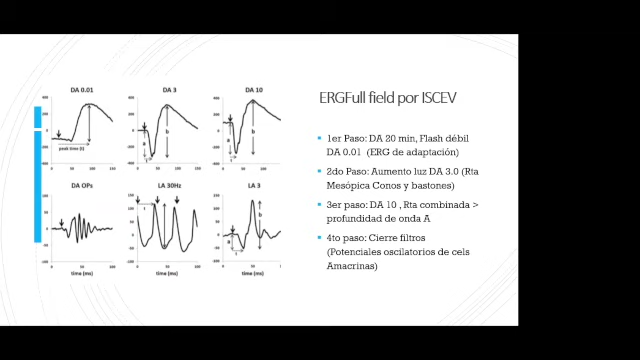 ERGFull field por ISCEV
DA 0.01
DA 3
DA 10
peak time (t)
a
b
t
a
b
t
DA OPs
LA 30Hz
LA 3
t
a
b
t
time (ms)
time (ms)
time (ms)
1er Paso: DA 20 min, Flash débil
DA 0.01 (ERG de adaptación)
2do Paso: Aumento luz DA 3.0 (Rta
Mesópica Conos y bastones)
3er paso: DA 10 , Rta combinada >
profundidad de onda A
4to paso: Cierre filtros
(Potenciales oscilatorios de cels
Amacrinas)